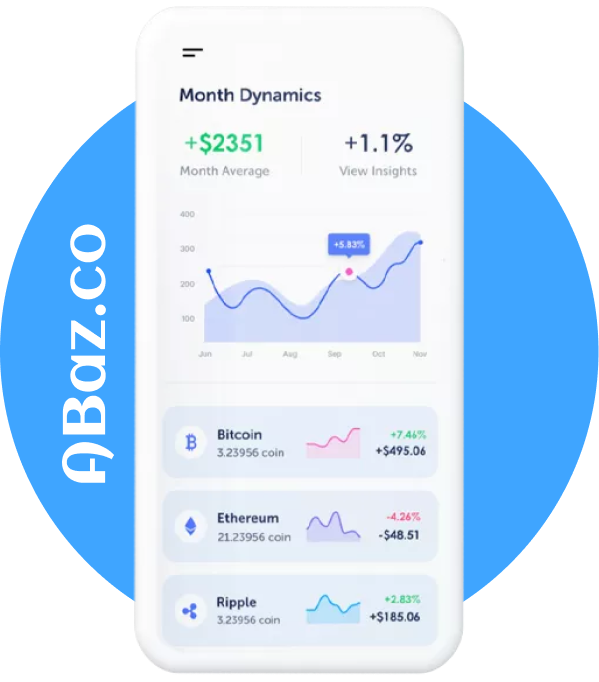 Month Dynamics
+$2351
+1.1%
Month Average
View Insights
400
+5.83%
300
200
100
Jun
Jul
Aug
Sep
Oct
Nov
ABaz.co
Bitcoin
+7.46%
3.23956 coin
+$495.06
Ethereum
-4.26%
21.23956 coin
-$48.51
Ripple
+2.83%
3.23956 coin
+$185.06